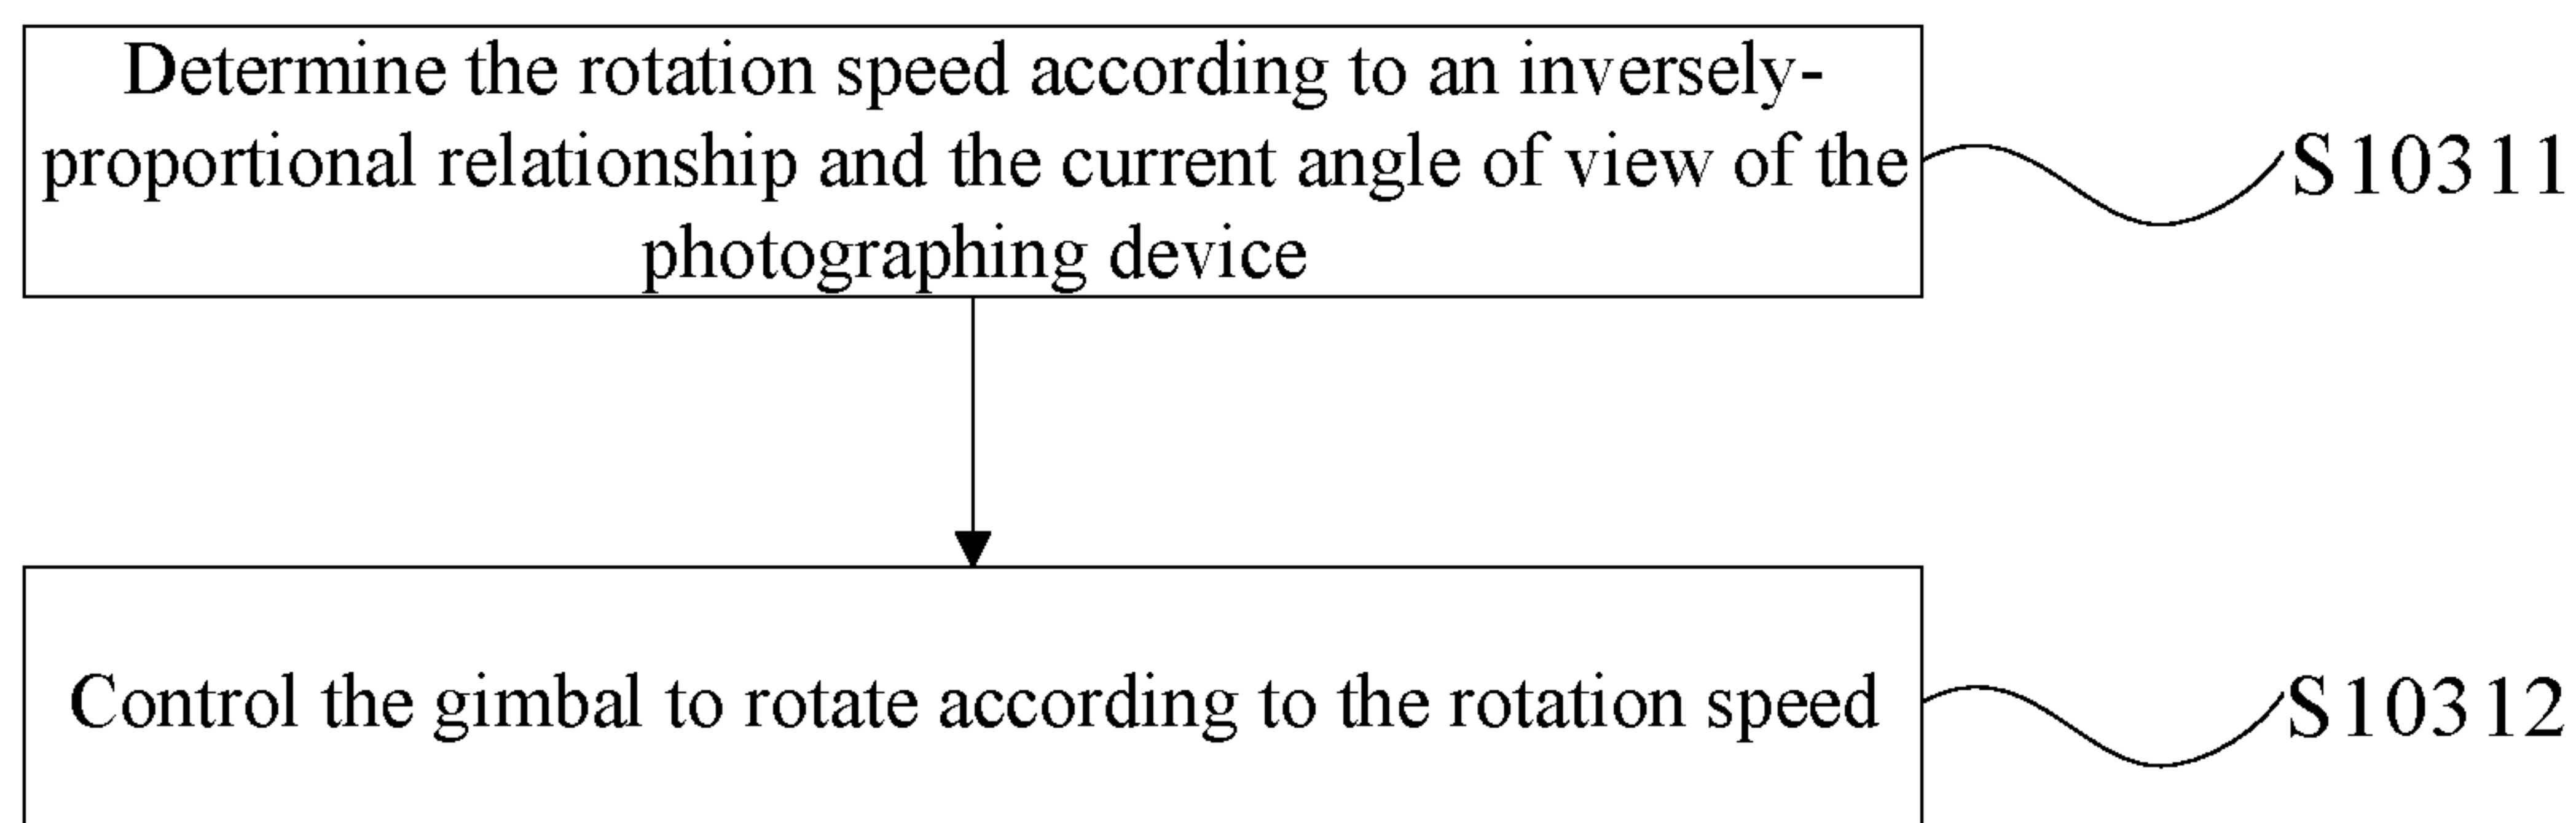 Determine the rotation speed according to an inversely-
proportional relationship and the current angle of view of the
photographing device
S10311
Control the gimbal to rotate according to the rotation speed
S10312